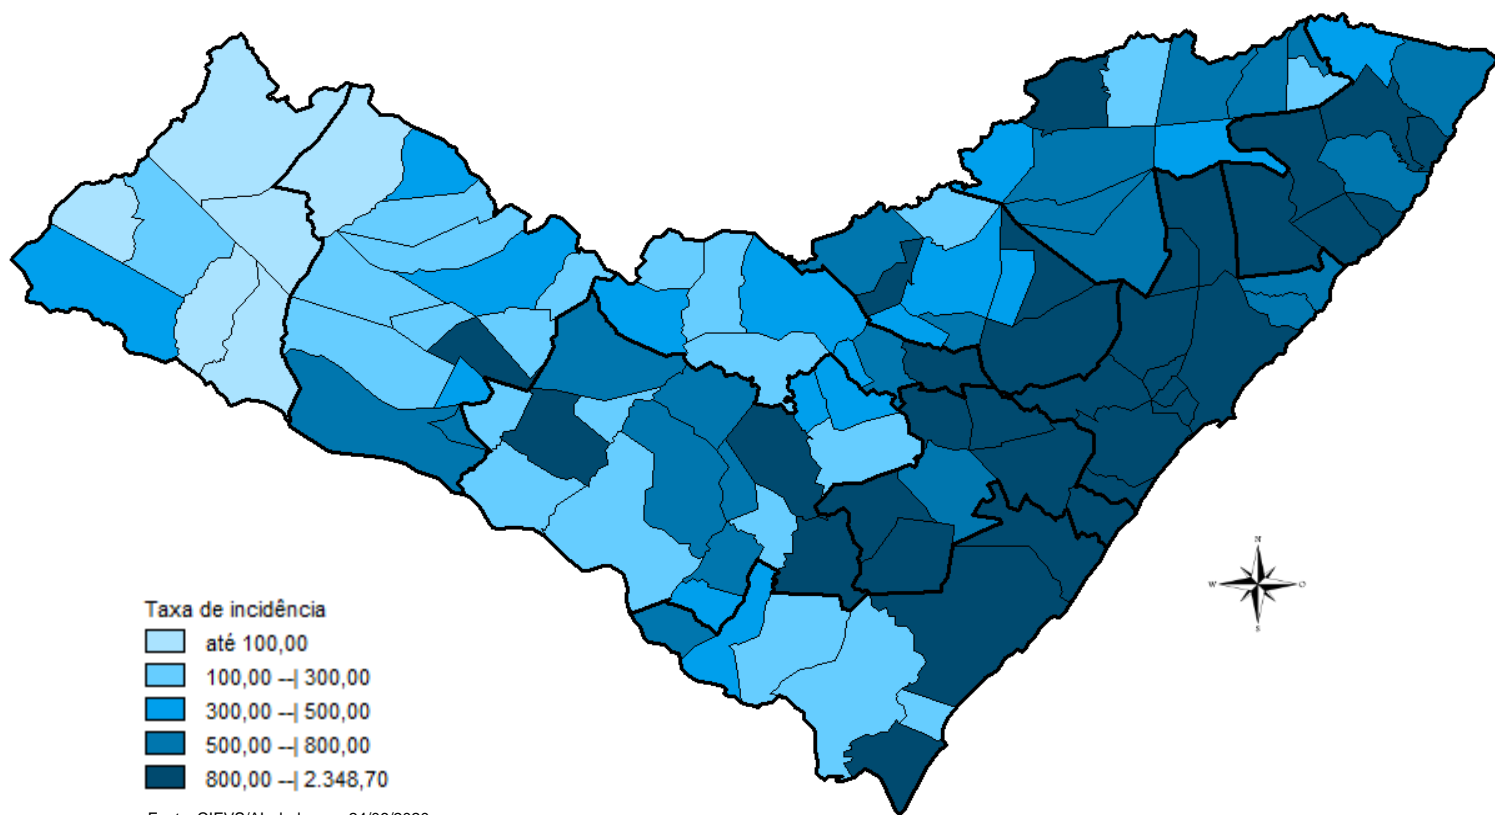 N
W
O
S
Taxa de incidência
até 100,00
100,00 --| 300,00
300,00 --| 500,00
500,00 --| 800,00
800,00 --| 2.348,70